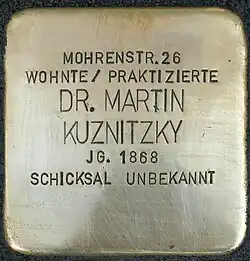 MOHRENSTR.26
WOHNTE/ PRAKTIZIERTE
DR. MARTIN
KUZNITZKY
JG. 1868
SCHICKSAL UNBEKANNT